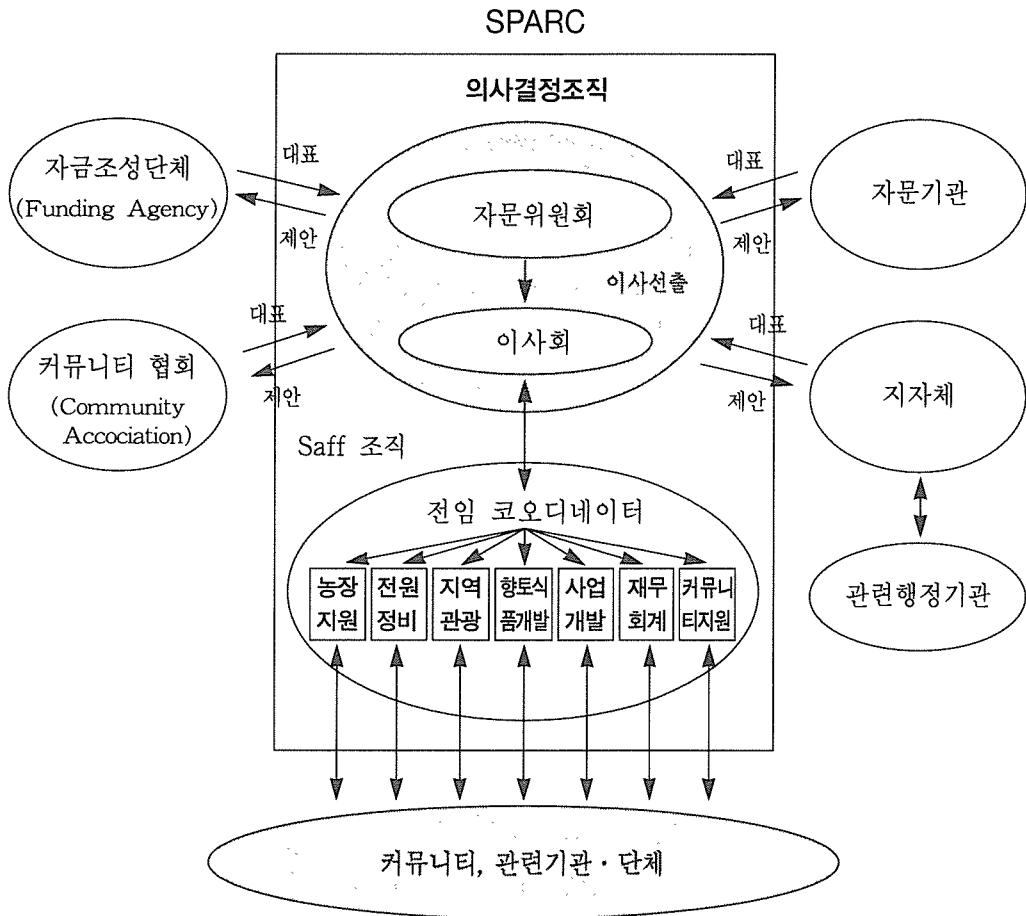 SPARC
의사결정조직
자금조성단체
(Funding Agency)
대표
제안
자문위원회
이사선출
이사회
대표
제안
자문기관
커뮤니티 협회
(Community
Accociation)
대표
제안
대표
제안
지자체
Saff 조직
전임 코오디네이터
농장
지원
전원
정비
지역
관광
향토식
품개발
사업
개발
재무
회계
커뮤니
티지원
관련행정기관
커뮤니티, 관련기관 · 단체